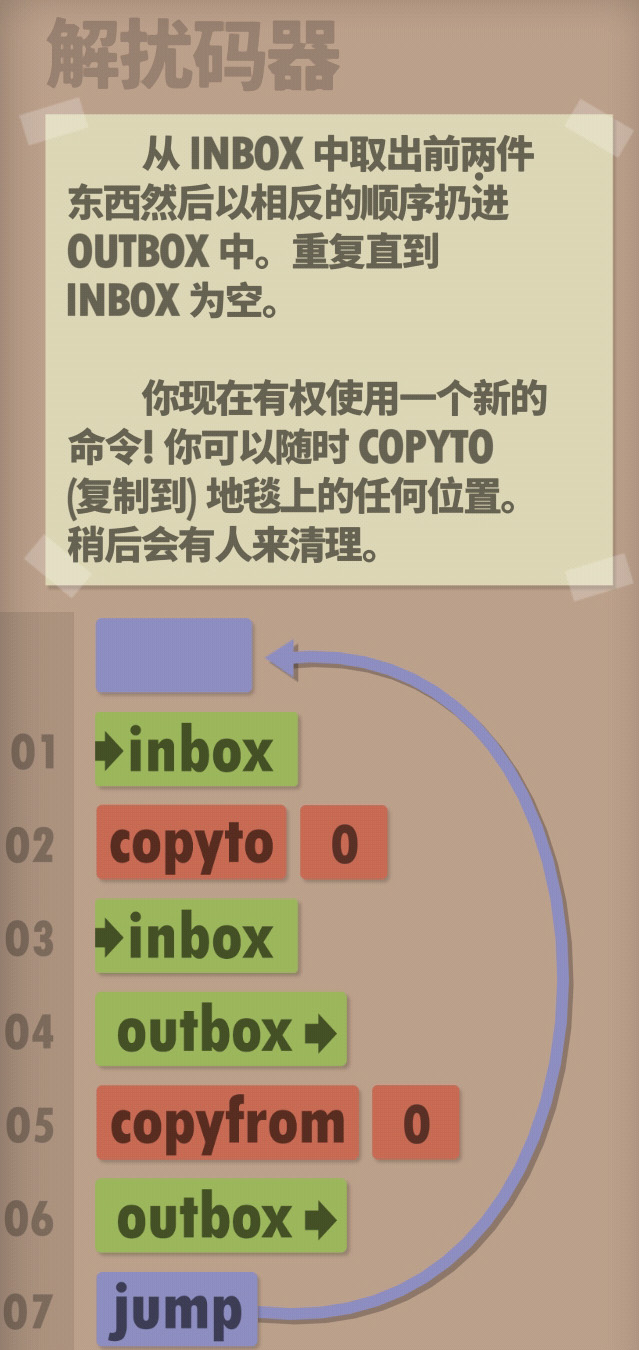 解扰码器
从 INBOX 中取出前两件
东西然后以相反的顺序扔进
OUTBOX 中。重复直到
INBOX 为空。
你现在有权使用一个新的
命令! 你可以随时 COPYTO
(复制到) 地毯上的任何位置。
稍后会有人来清理。
01 inbox
02 copyto 0
03 inbox
04 outbox
05 copyfrom 0
06 outbox
07 jump